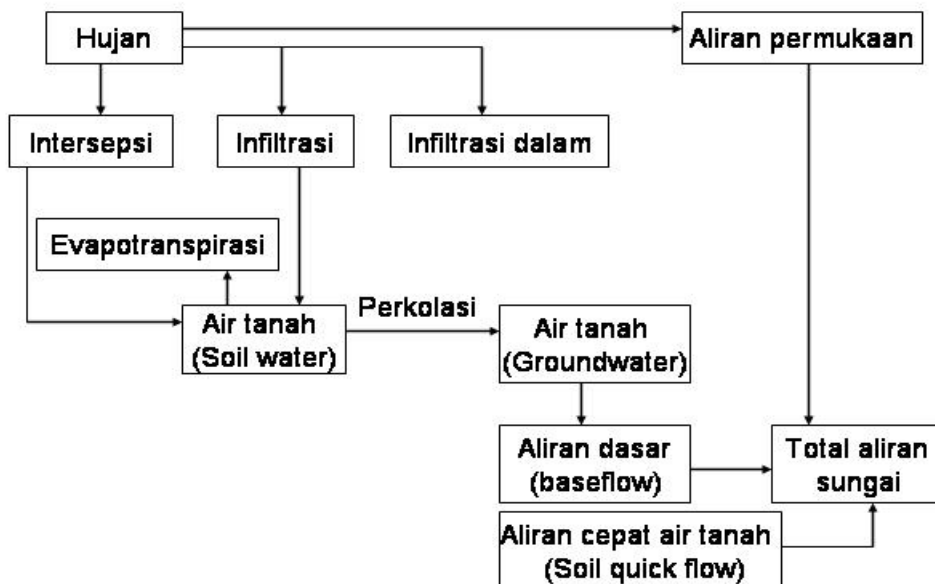 Hujan
Aliran permukaan
Intersepsi
Infiltrasi
Infiltrasi dalam
Evapotranspirasi
Air tanah
(Soil water)
Perkolasi
Air tanah
(Groundwater)
Aliran dasar
(baseflow)
Total aliran
sungai
Aliran cepat air tanah
(Soil quick flow)